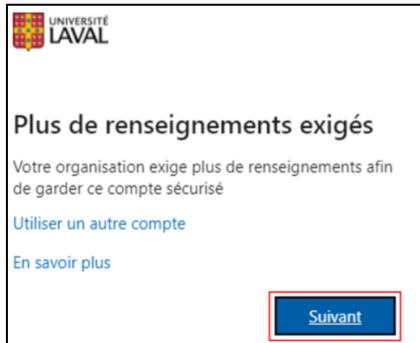 UNIVERSITÉ
LAVAL
Plus de renseignements exigés
Votre organisation exige plus de renseignements afin
de garder ce compte sécurisé
Utiliser un autre compte
En savoir plus
Suivant